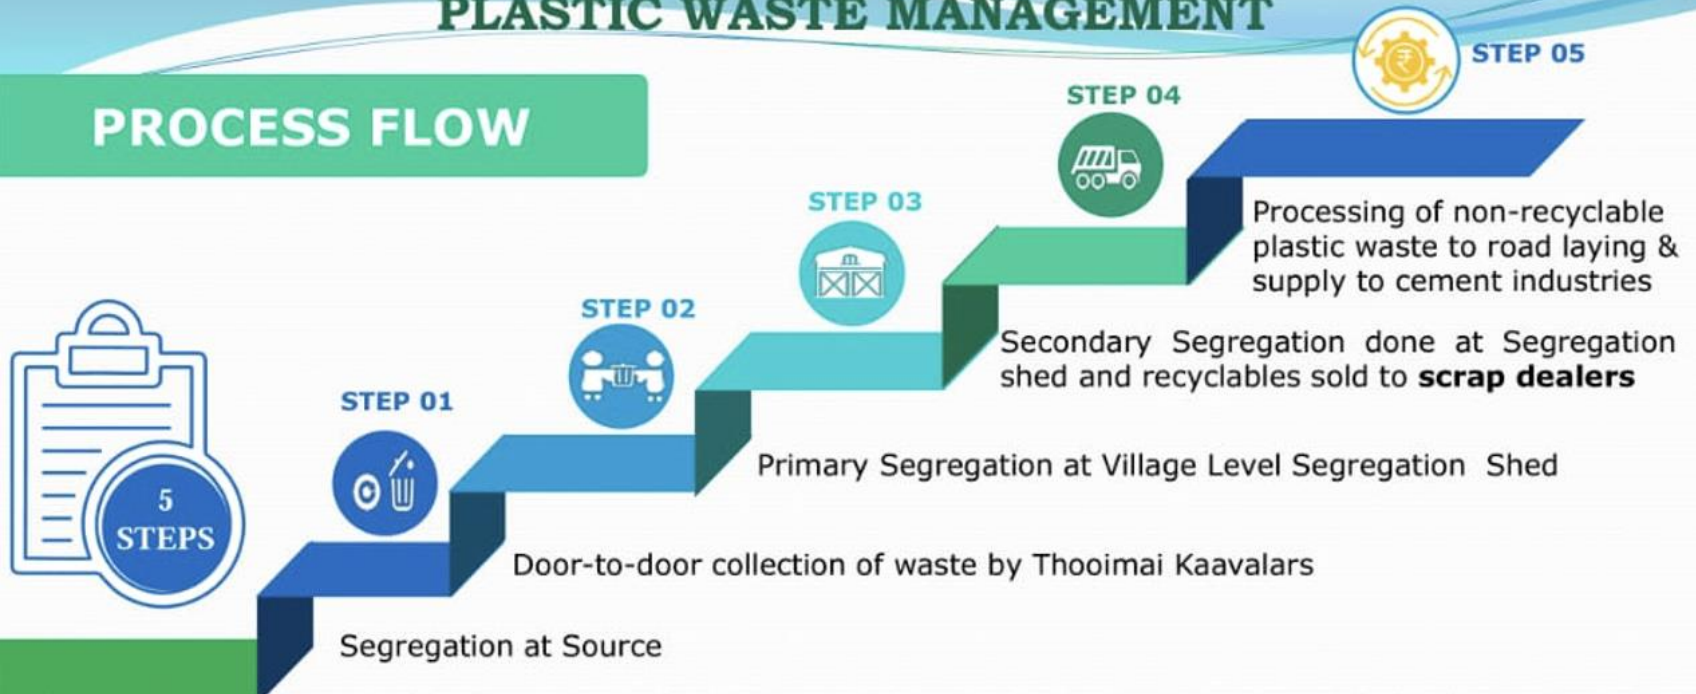 PLASTIC WASTE MANAGEMENT
PROCESS FLOW
5
STEPS
STEP 01
Segregation at Source
STEP 02
Door-to-door collection of waste by Thooimai Kaavalars
STEP 03
Primary Segregation at Village Level Segregation Shed
STEP 04
Secondary Segregation done at Segregation
shed and recyclables sold to scrap dealers
STEP 05
Processing of non-recyclable
plastic waste to road laying &
supply to cement industries
₹